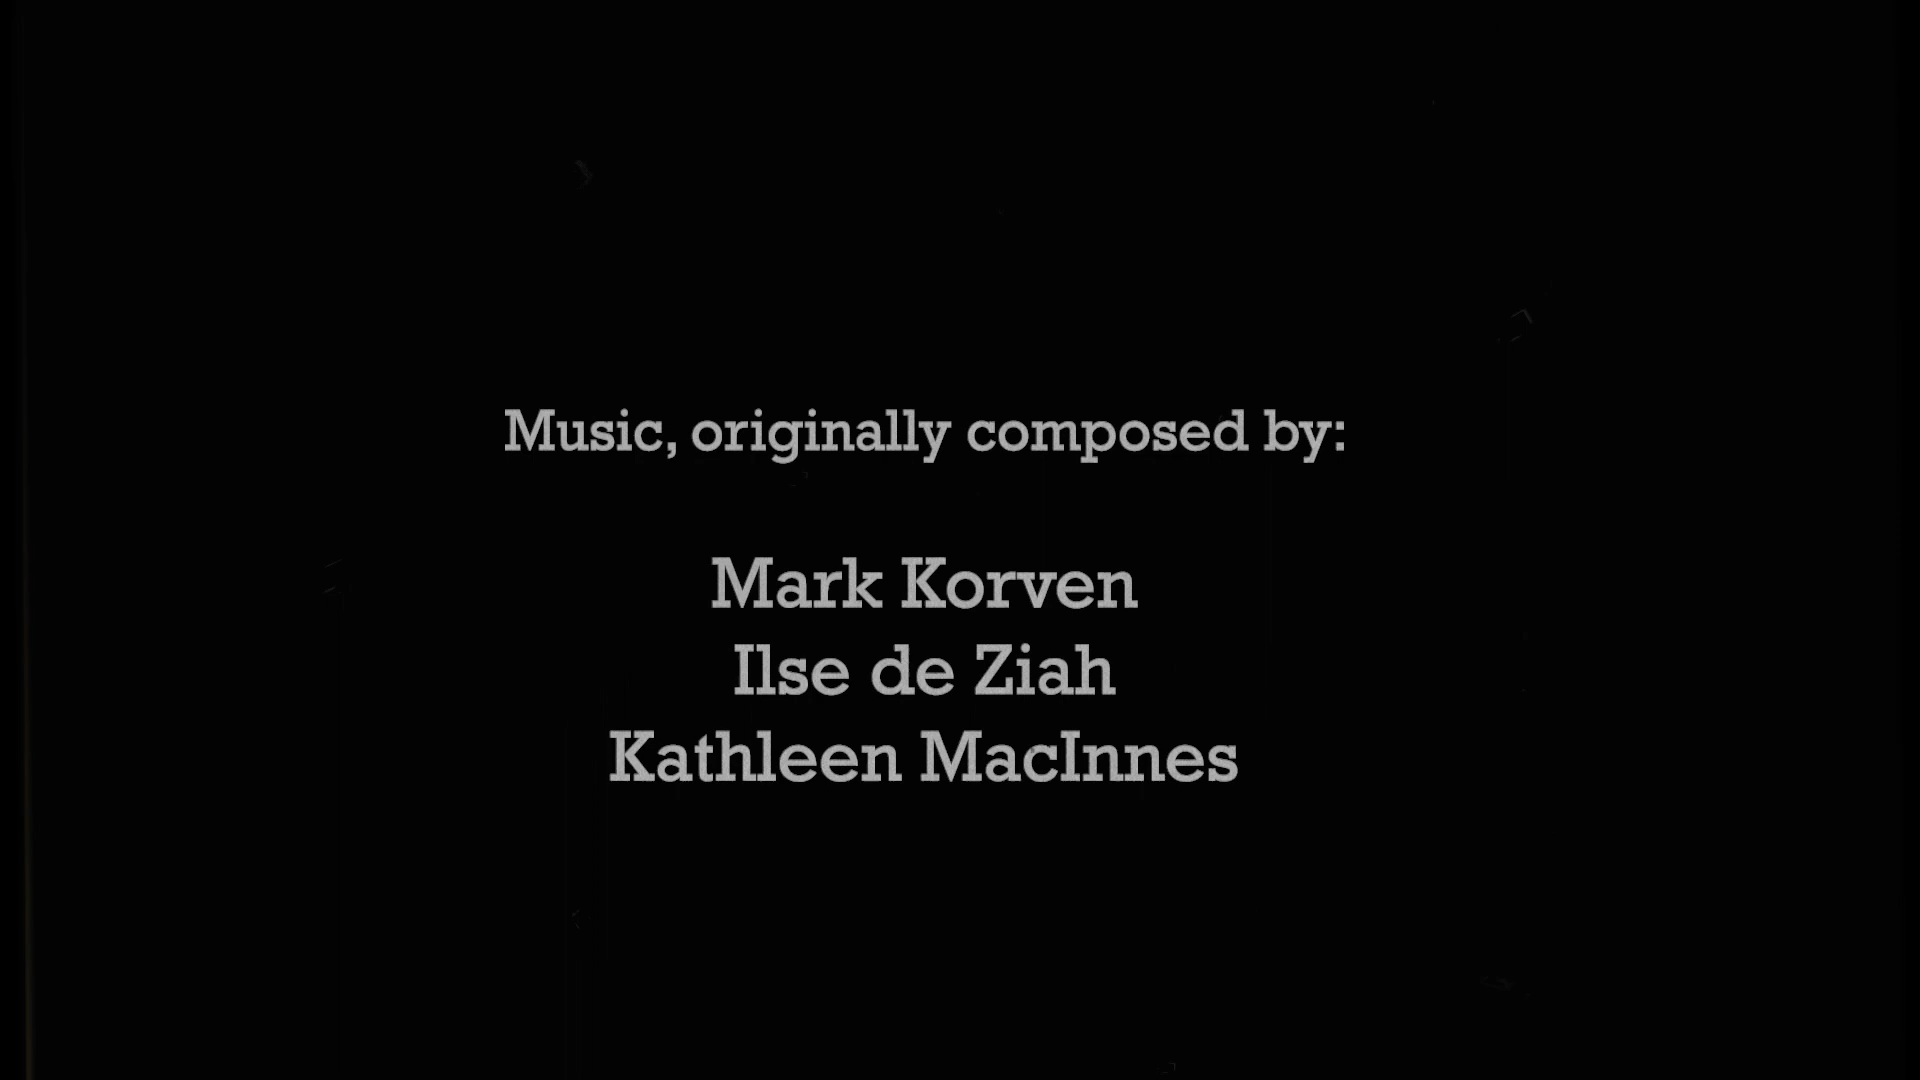 Music, originally composed by:
Mark Korven
Ilse de Ziah
Kathleen MacInnes